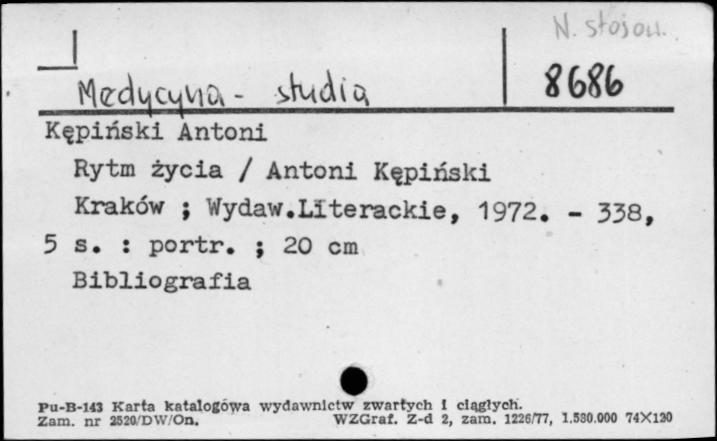 N. stosow.
Medycyna - studia
8686
Kępiński Antoni
Rytm życia / Antoni Kępiński
Kraków ; Wydaw.Literackie, 1972. - 338,
5 s. : portr. ; 20 cm
Bibliografia
Pu-B-143 Karta katalogowa wydawnictw zwartych i ciągłych.
Zam. nr 2520/DW/On. WZGraf. Z-d 2, zam. 1226/77, 1.530.000 74X130